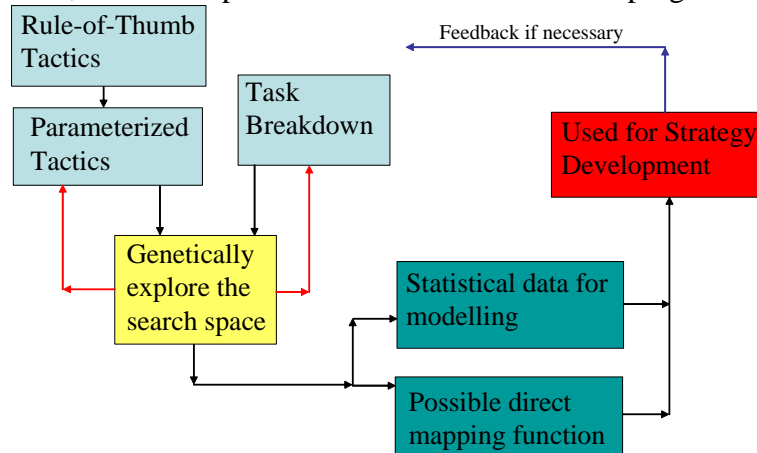 Rule-of-Thumb
Tactics
Feedback if necessary
Task
Breakdown
Parameterized
Tactics
Used for Strategy
Development
Genetically
explore the
search space
Statistical data for
modelling
Possible direct
mapping function